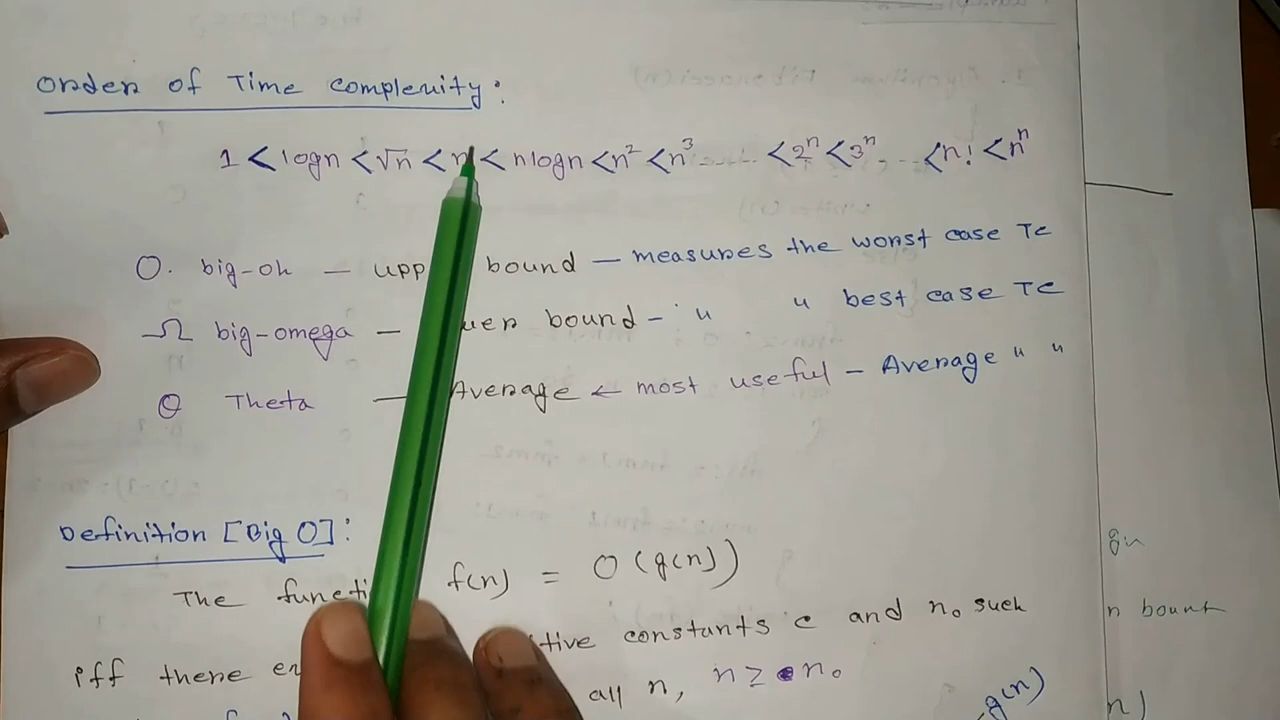 Order of Time complexity:
1 < logn < √n < n < nlogn < n² < n³ ...... < 2ⁿ < 3ⁿ, ... < n! < nⁿ
O. big-oh — upp bound — measures the worst case Tc
Ω big-omega — wer bound - " " best case Tc
θ Theta — Average ← most useful — Average " "
Definition [Big O]:
The functi f(n) = O(g(n))
iff there tive constants c and n₀ such
all n, n ≥ n₀
gn
n bount
g(n)
n)